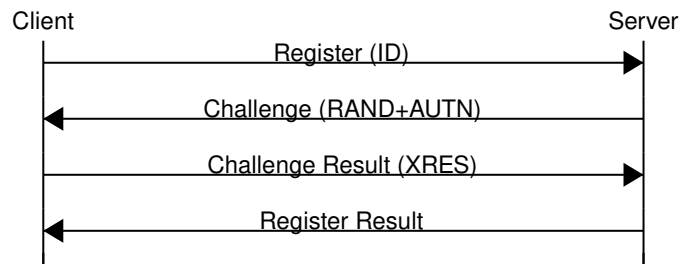 Client Server
Register (ID)
Challenge (RAND+AUTN)
Challenge Result (XRES)
Register Result